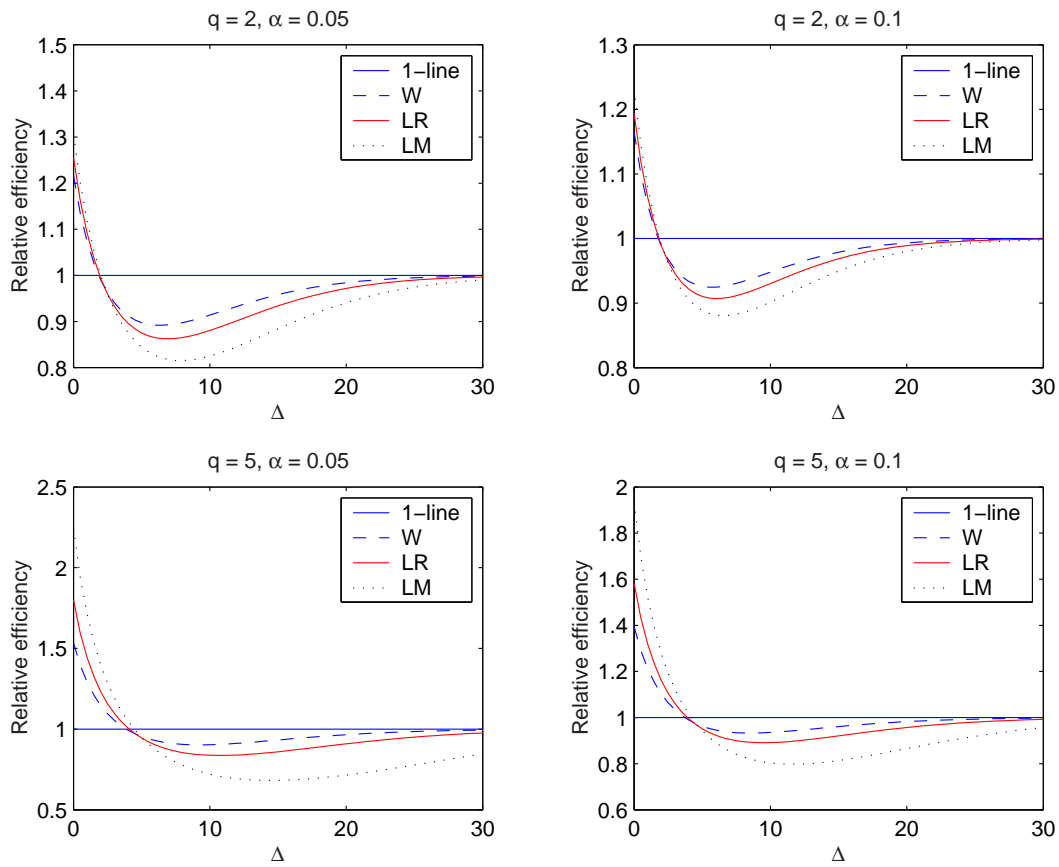 q = 2, α = 0.05
1.5
1.4
1.3
1.2
1.1
1
0.9
0.8
Relative efficiency
0
10
20
30
Δ
1−line
W
LR
LM
q = 2, α = 0.1
1.3
1.2
1.1
1
0.9
0.8
Relative efficiency
0
10
20
30
Δ
1−line
W
LR
LM
q = 5, α = 0.05
2.5
2
1.5
1
0.5
Relative efficiency
0
10
20
30
Δ
1−line
W
LR
LM
q = 5, α = 0.1
2
1.8
1.6
1.4
1.2
1
0.8
0.6
Relative efficiency
0
10
20
30
Δ
1−line
W
LR
LM